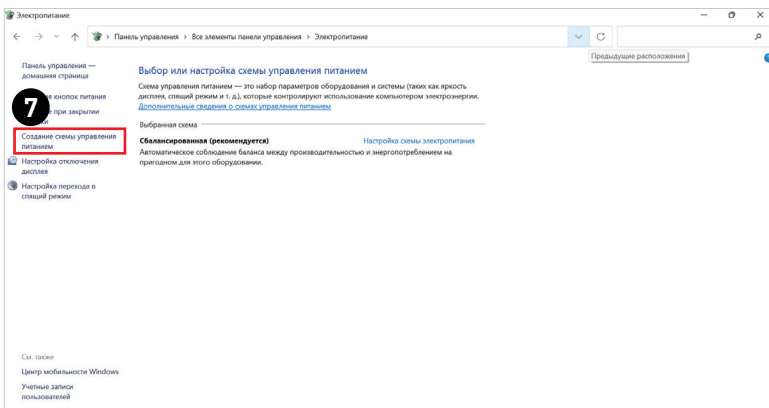 Электропитание
Панель управления › Все элементы панели управления › Электропитание
Предыдущие расположения
Панель управления —
домашняя страница
кнопок питания
7
при закрытии
Создание схемы управления
питанием
Настройка отключения
дисплея
Настройка перехода в
спящий режим
Выбор или настройка схемы управления питанием
Схема управления питанием — это набор параметров оборудования и системы (таких как яркость
дисплея, спящий режим и т. д.), которые контролируют использование компьютером электроэнергии.
Дополнительные сведения о схемах управления питанием
Выбранная схема
Сбалансированная (рекомендуется) Настройка схемы электропитания
Автоматическое соблюдение баланса между производительностью и энергопотреблением на
пригодном для этого оборудовании.
См. также
Центр мобильности Windows
Учетные записи
пользователей